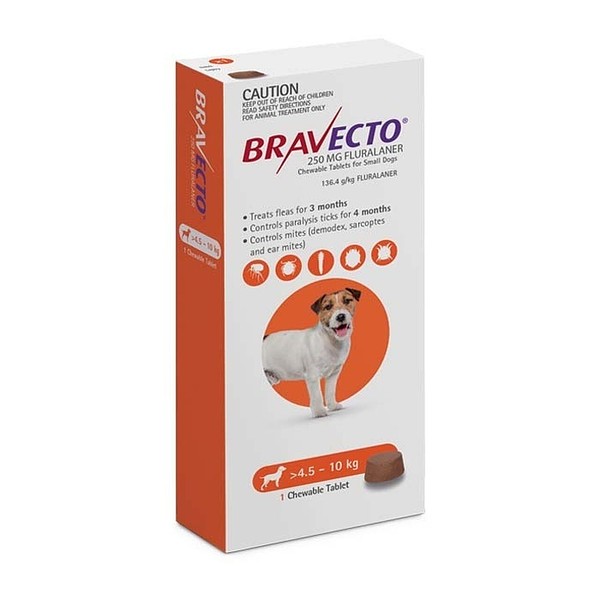 CAUTION
KEEP OUT OF REACH OF CHILDREN
READ SAFETY DIRECTIONS
FOR ANIMAL TREATMENT ONLY
BRAVECTO®
250 MG FLURALANER
Chewable Tablets for Small Dogs
136.4 g/kg FLURALANER
• Treats fleas for 3 months
• Controls paralysis ticks for 4 months
• Controls mites (demodex, sarcoptes
and ear mites)
>4.5 – 10 kg
1 Chewable Tablet
BRAVECTO®
250 MG FLURALANER
>4.5 – 10 kg
1 Chewable Tablet